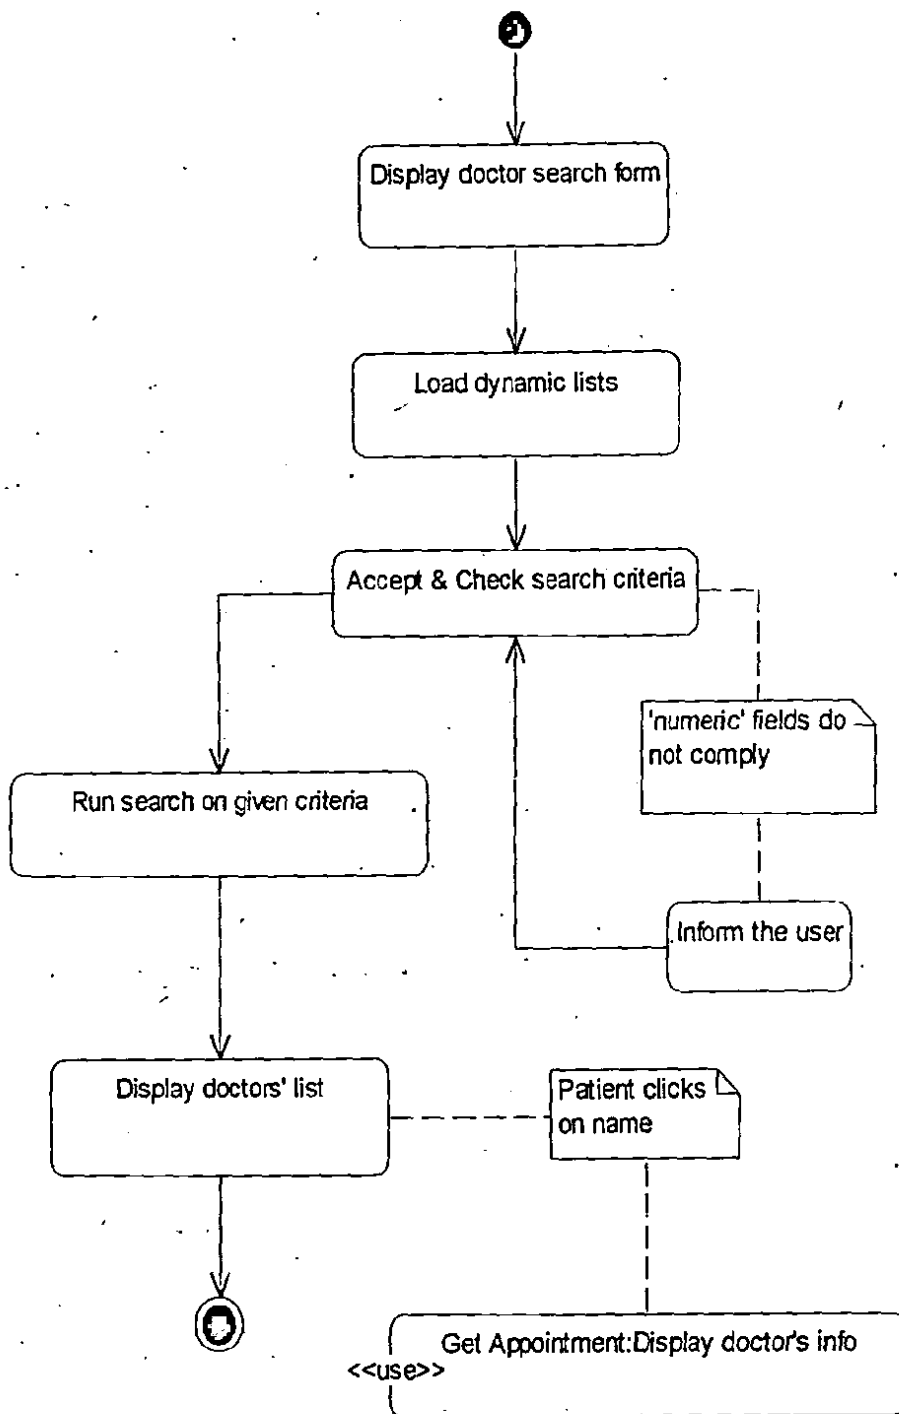 Display doctor search form
Load dynamic lists
Accept & Check search criteria
'numeric' fields do
not comply
Run search on given criteria
Inform the user
Display doctors' list
Patient clicks
on name
Get Appointment:Display doctor's info
<<use>>